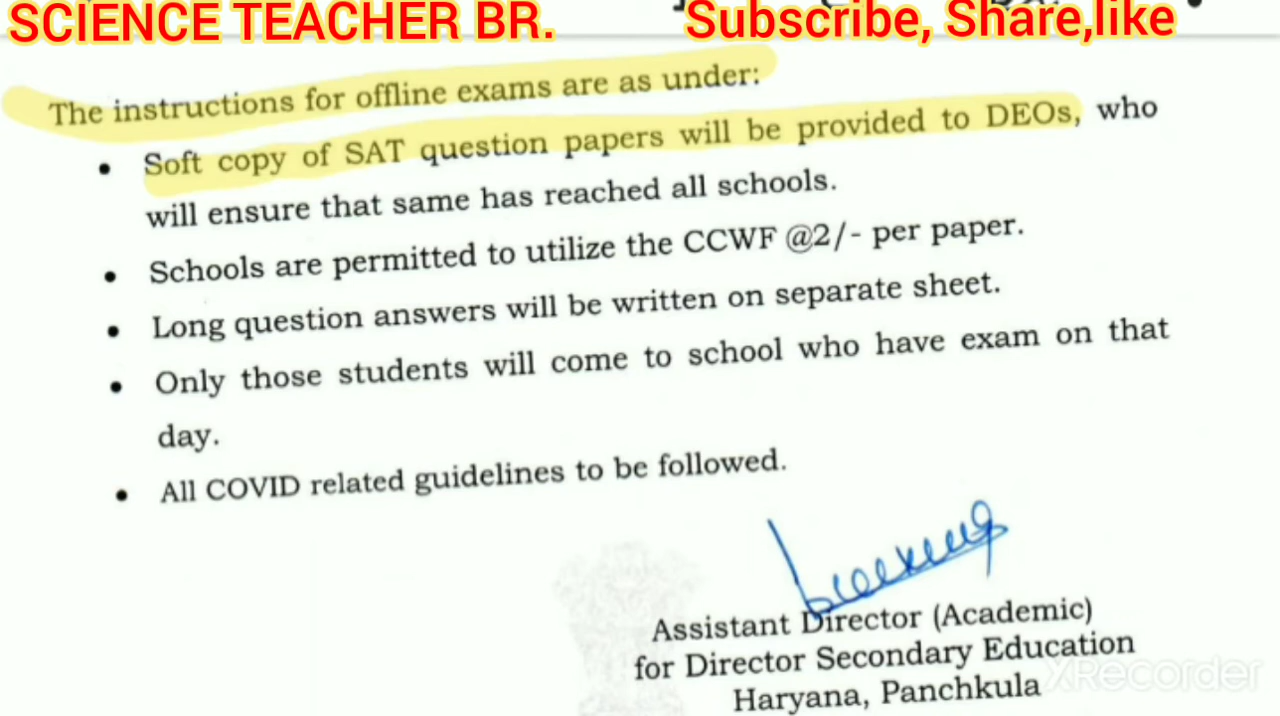 SCIENCE TEACHER BR. Subscribe, Share,like
The instructions for offline exams are as under:
• Soft copy of SAT question papers will be provided to DEOs, who
will ensure that same has reached all schools.
• Schools are permitted to utilize the CCWF @2/- per paper.
• Long question answers will be written on separate sheet.
• Only those students will come to school who have exam on that
day.
• All COVID related guidelines to be followed.
Assistant Director (Academic)
for Director Secondary Education
Haryana, Panchkula
XRecorder